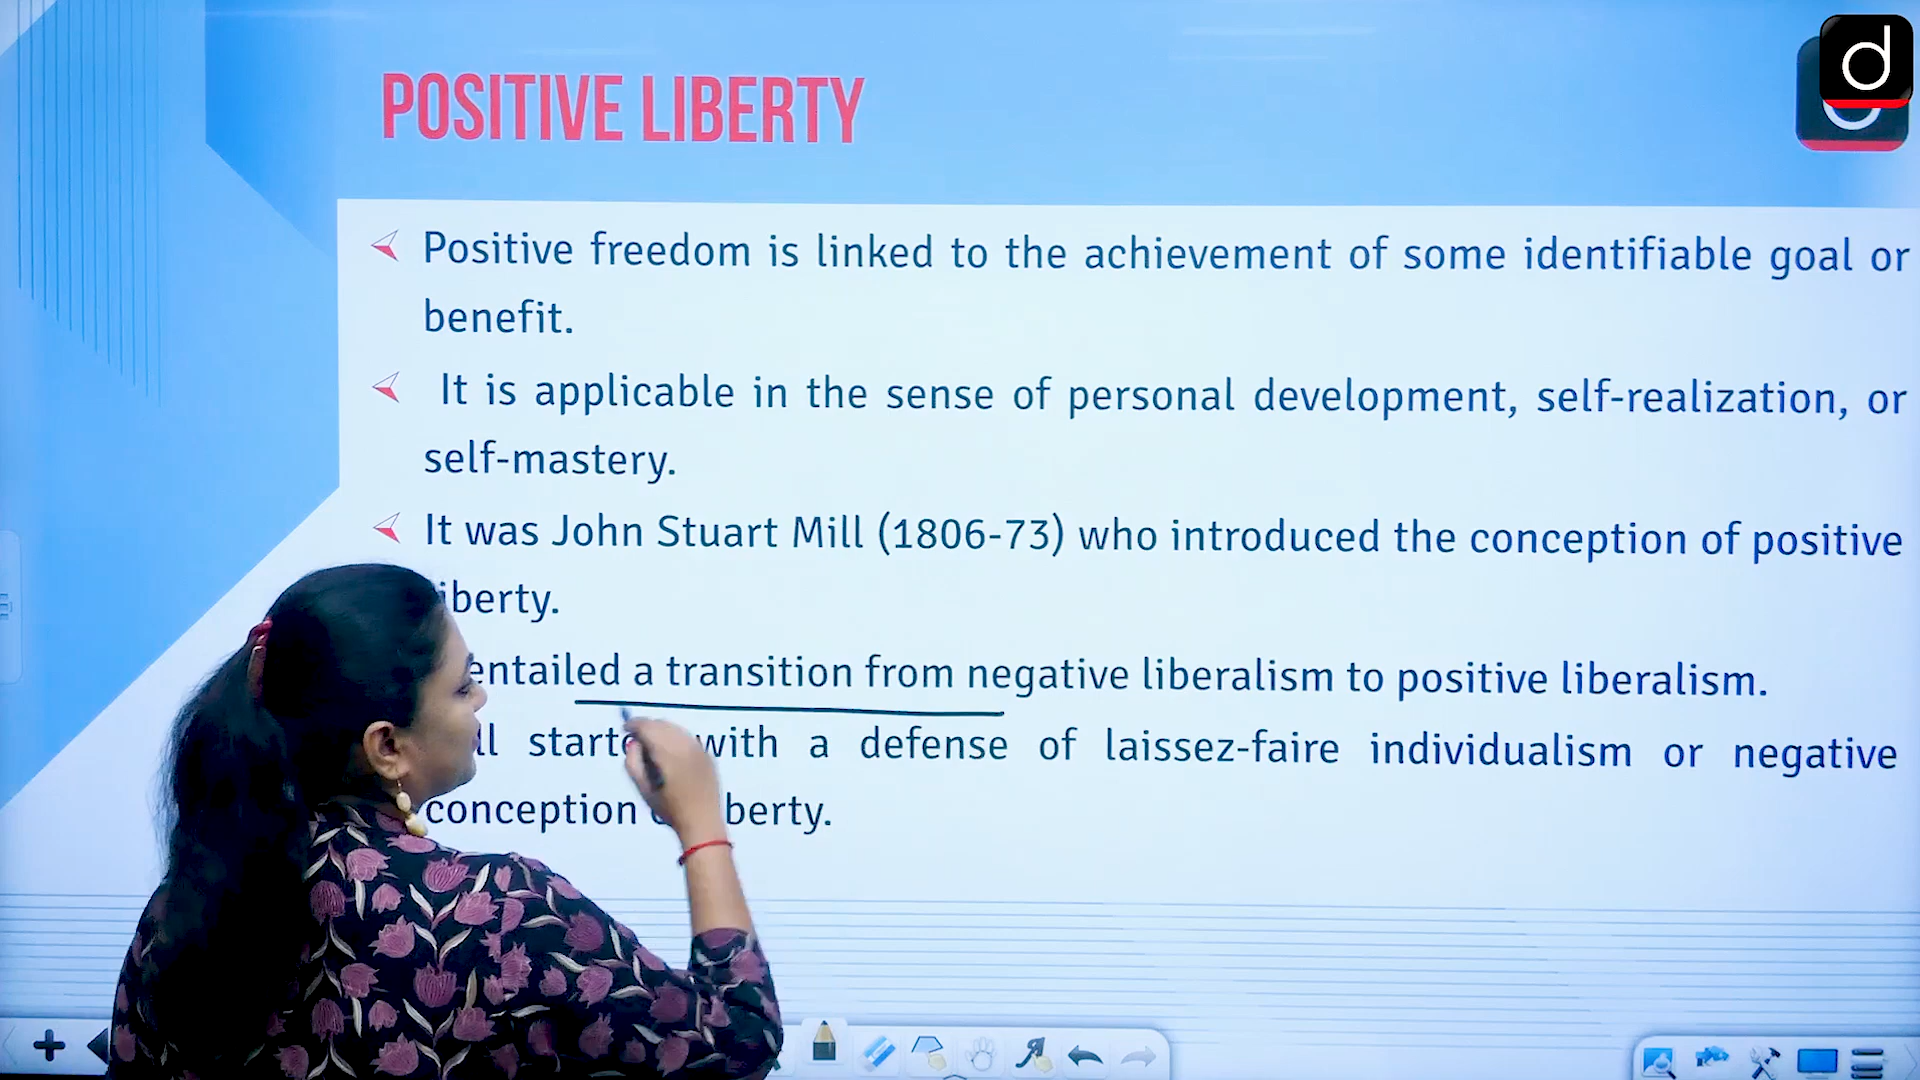 POSITIVE LIBERTY
Positive freedom is linked to the achievement of some identifiable goal or
benefit.
It is applicable in the sense of personal development, self-realization, or
self-mastery.
It was John Stuart Mill (1806-73) who introduced the conception of positive
liberty.
entailed a transition from negative liberalism to positive liberalism.
with a defense of laissez-faire individualism or negative
conception
d